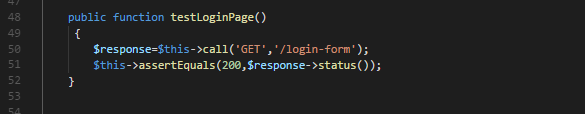 47
48 public function testLoginPage()
49 {
50 $response=$this->call('GET','/login-form');
51 $this->assertEquals(200,$response->status());
52 }
53
54